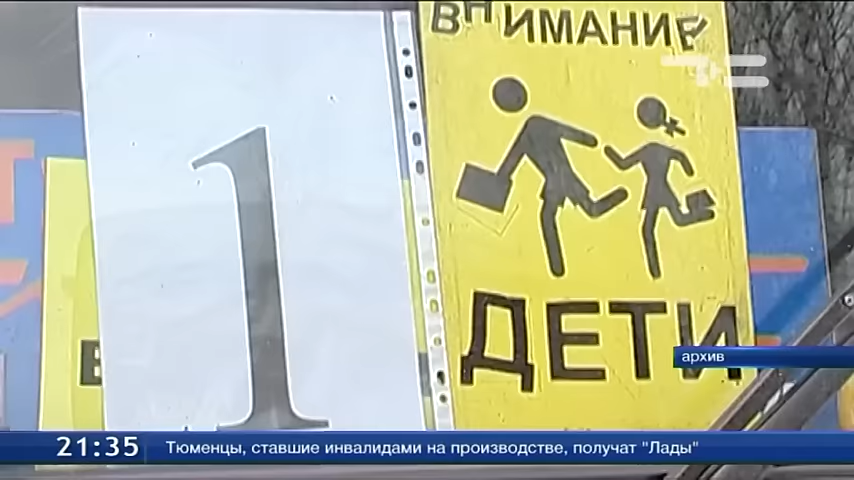 ВНИМАНИЕ
1
ДЕТИ
В
архив
21:35 Тюменцы, ставшие инвалидами на производстве, получат "Лады"